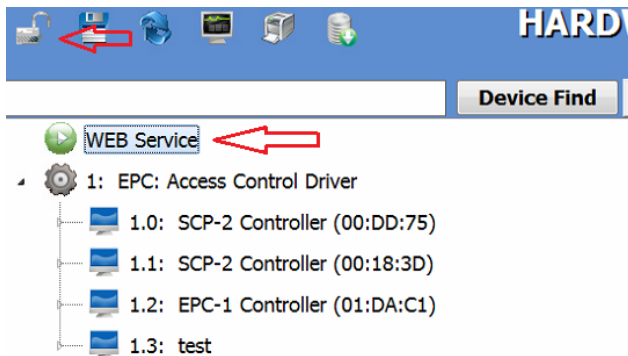 Device Find
WEB Service
1: EPC: Access Control Driver
1.0: SCP-2 Controller (00:DD:75)
1.1: SCP-2 Controller (00:18:3D)
1.2: EPC-1 Controller (01:DA:C1)
1.3: test